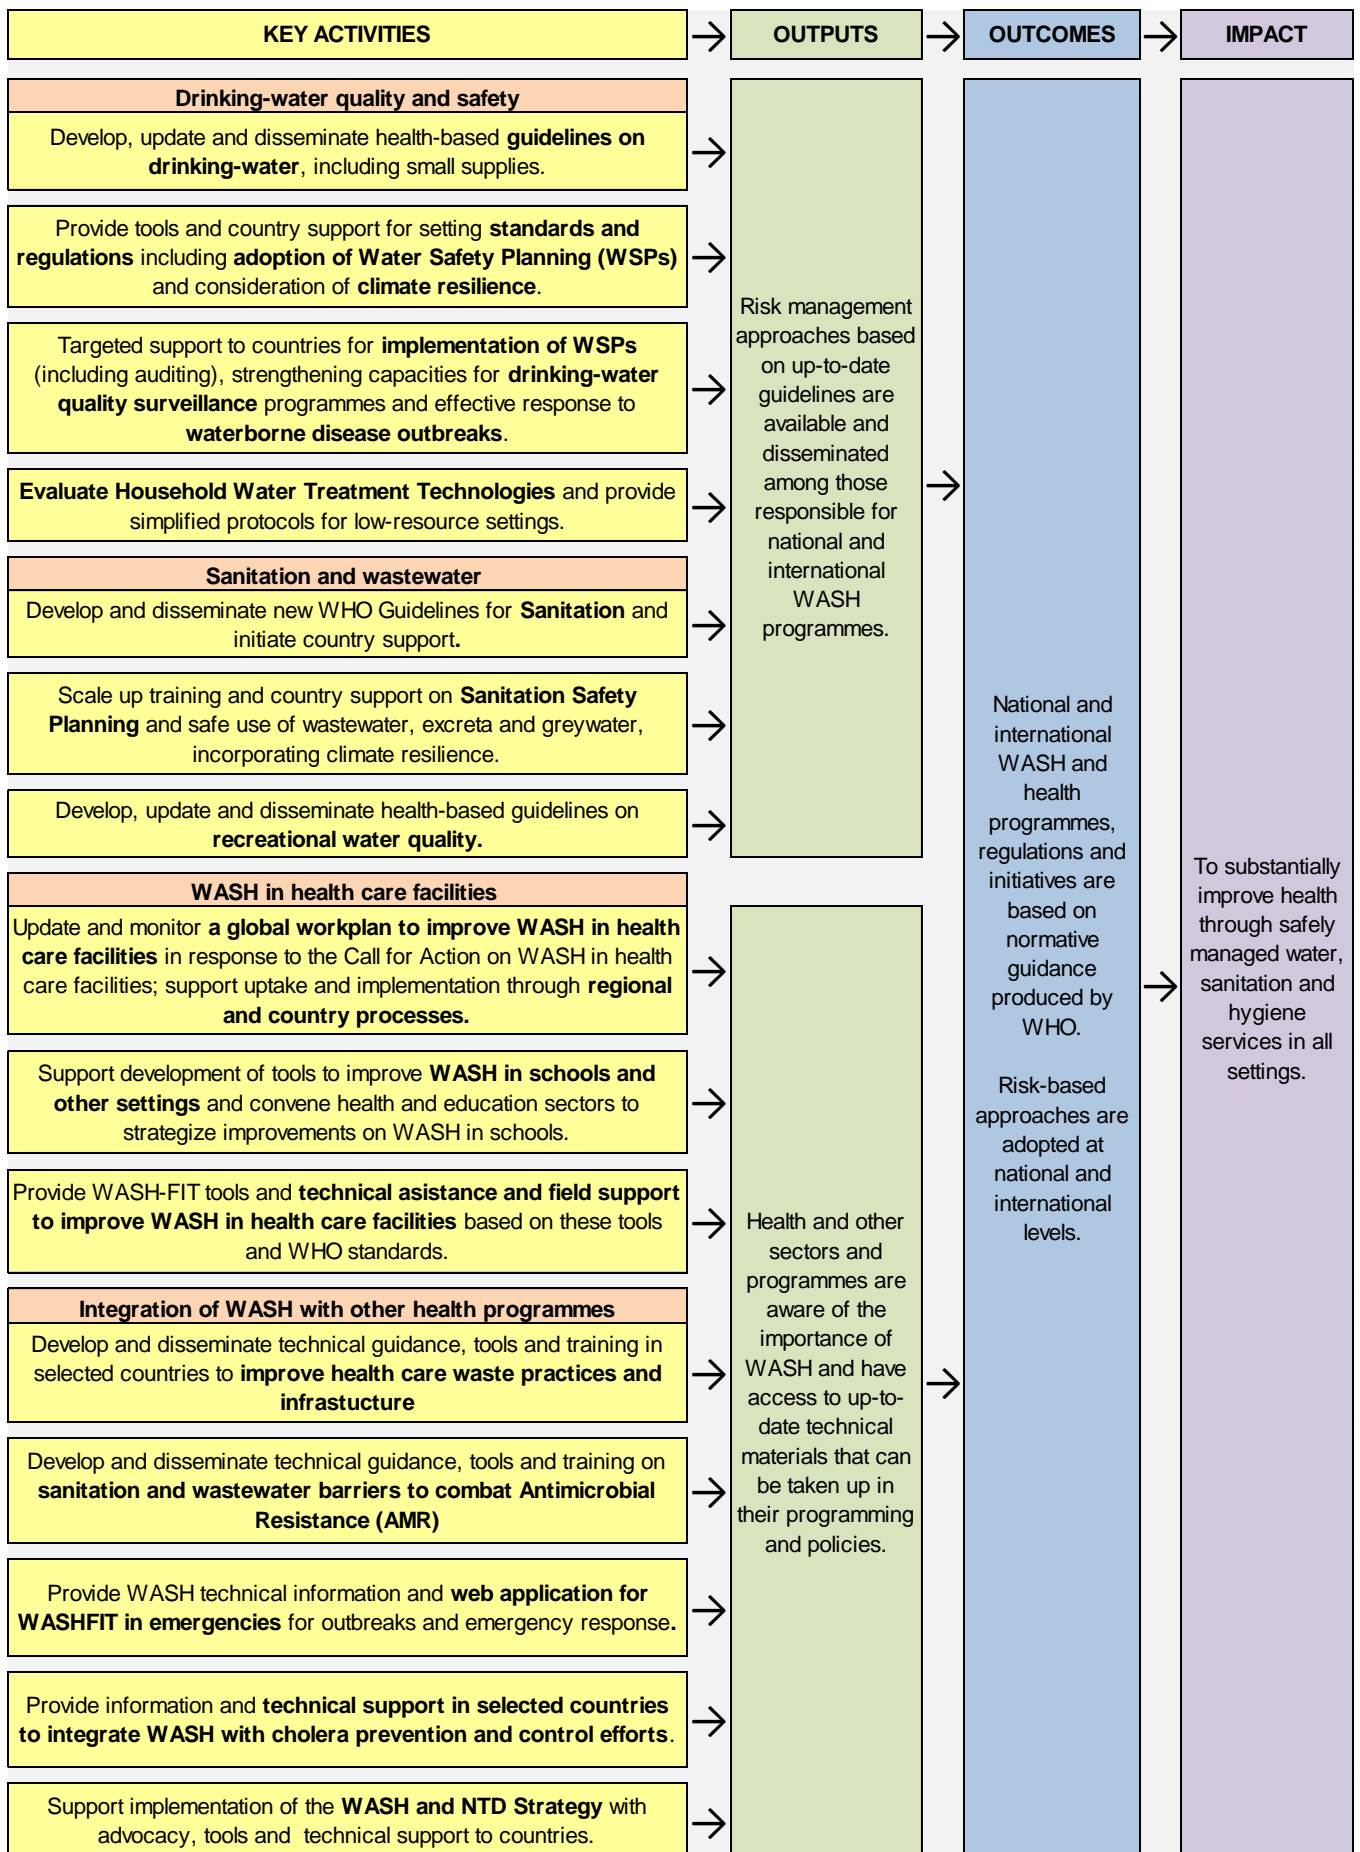 KEY ACTIVITIES
OUTPUTS
OUTCOMES
IMPACT
Drinking-water quality and safety
Develop, update and disseminate health-based guidelines on
drinking-water, including small supplies.
Provide tools and country support for setting standards and
regulations including adoption of Water Safety Planning (WSPs)
and consideration of climate resilience.
Targeted support to countries for implementation of WSPs
(including auditing), strengthening capacities for drinking-water
quality surveillance programmes and effective response to
waterborne disease outbreaks.
Evaluate Household Water Treatment Technologies and provide
simplified protocols for low-resource settings.
Sanitation and wastewater
Develop and disseminate new WHO Guidelines for Sanitation and
initiate country support.
Scale up training and country support on Sanitation Safety
Planning and safe use of wastewater, excreta and greywater,
incorporating climate resilience.
Develop, update and disseminate health-based guidelines on
recreational water quality.
WASH in health care facilities
Update and monitor a global workplan to improve WASH in health
care facilities in response to the Call for Action on WASH in health
care facilities; support uptake and implementation through regional
and country processes.
Support development of tools to improve WASH in schools and
other settings and convene health and education sectors to
strategize improvements on WASH in schools.
Provide WASH-FIT tools and technical asistance and field support
to improve WASH in health care facilities based on these tools
and WHO standards.
Integration of WASH with other health programmes
Develop and disseminate technical guidance, tools and training in
selected countries to improve health care waste practices and
infrastucture
Develop and disseminate technical guidance, tools and training on
sanitation and wastewater barriers to combat Antimicrobial
Resistance (AMR)
Provide WASH technical information and web application for
WASHFIT in emergencies for outbreaks and emergency response.
Provide information and technical support in selected countries
to integrate WASH with cholera prevention and control efforts.
Support implementation of the WASH and NTD Strategy with
advocacy, tools and technical support to countries.
Risk management
approaches based
on up-to-date
guidelines are
available and
disseminated
among those
responsible for
national and
international
WASH
programmes.
Health and other
sectors and
programmes are
aware of the
importance of
WASH and have
access to up-to-
date technical
materials that can
be taken up in
their programming
and policies.
National and
international
WASH and
health
programmes,
regulations and
initiatives are
based on
normative
guidance
produced by
WHO.
Risk-based
approaches are
adopted at
national and
international
levels.
To substantially
improve health
through safely
managed water,
sanitation and
hygiene
services in all
settings.